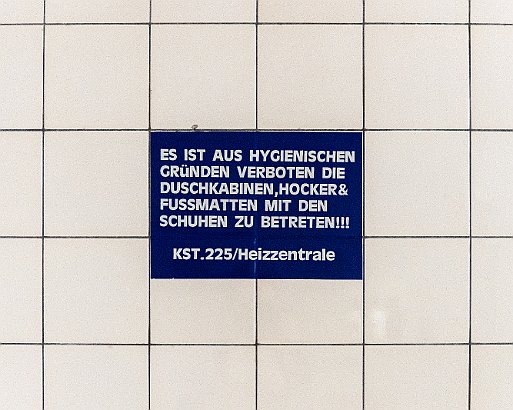 ES IST AUS HYGIENISCHEN
GRüNDEN VERBOTEN DIE
DUSCHKABINEN,HOCKER&
FUSSMATTEN MIT DEN
SCHUHEN ZU BETRETEN!!!
KST.225/Heizzentrale